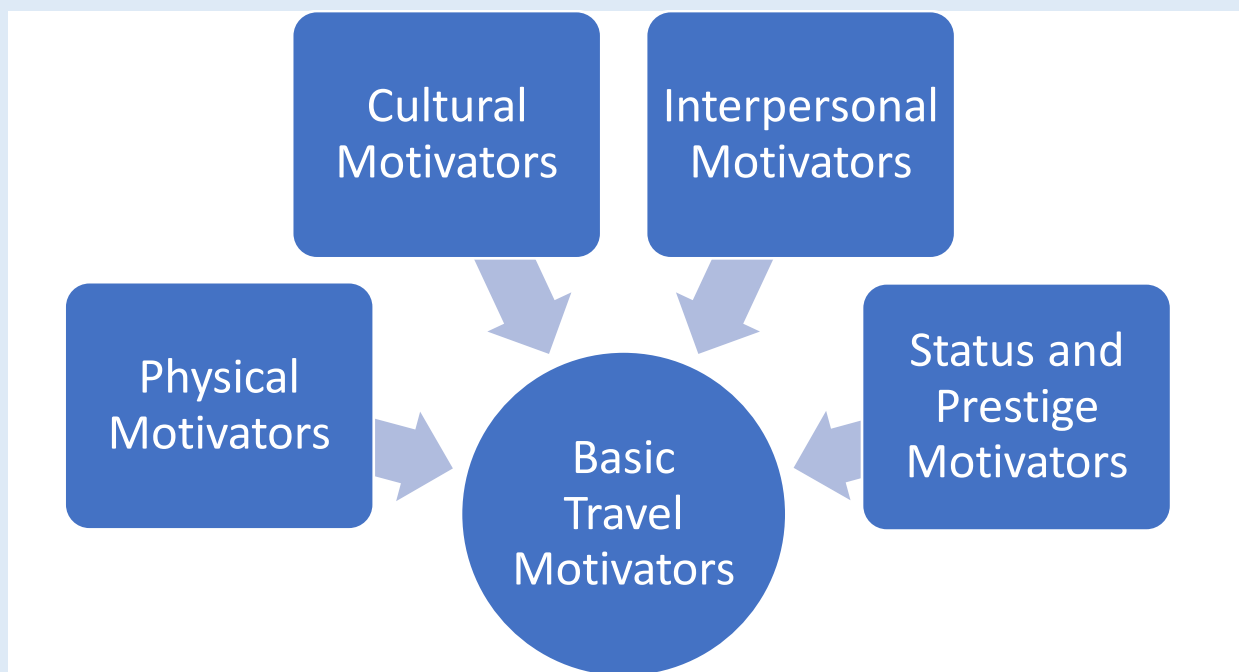 Cultural
Motivators
Interpersonal
Motivators
Physical
Motivators
Status and
Prestige
Motivators
Basic
Travel
Motivators